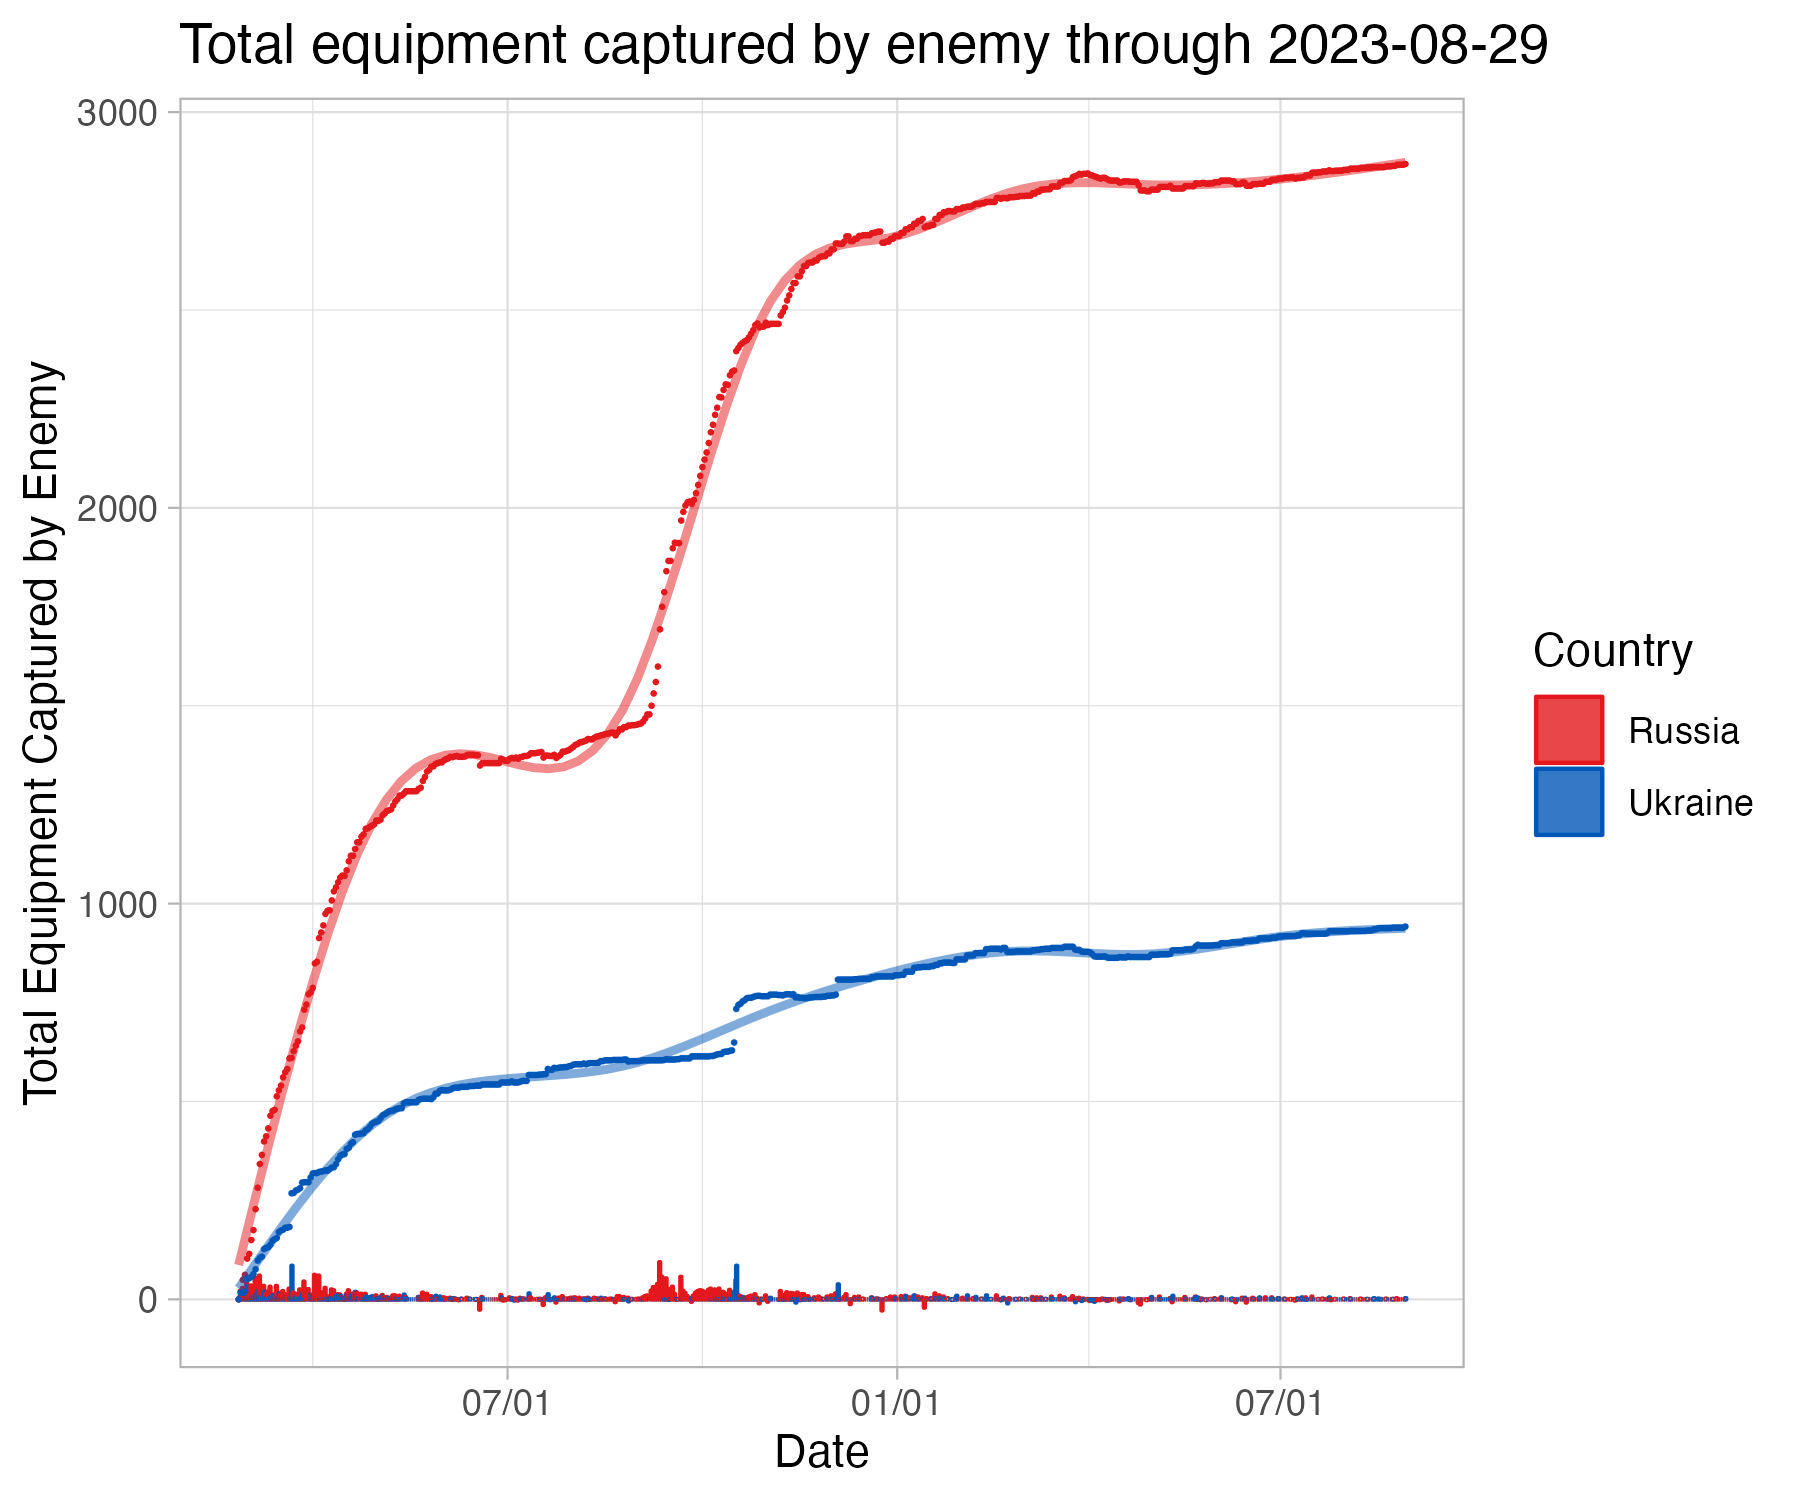 Total equipment captured by enemy through 2023-08-29
Total Equipment Captured by Enemy
3000
2000
1000
0
07/01
01/01
07/01
Date
Country
Russia
Ukraine